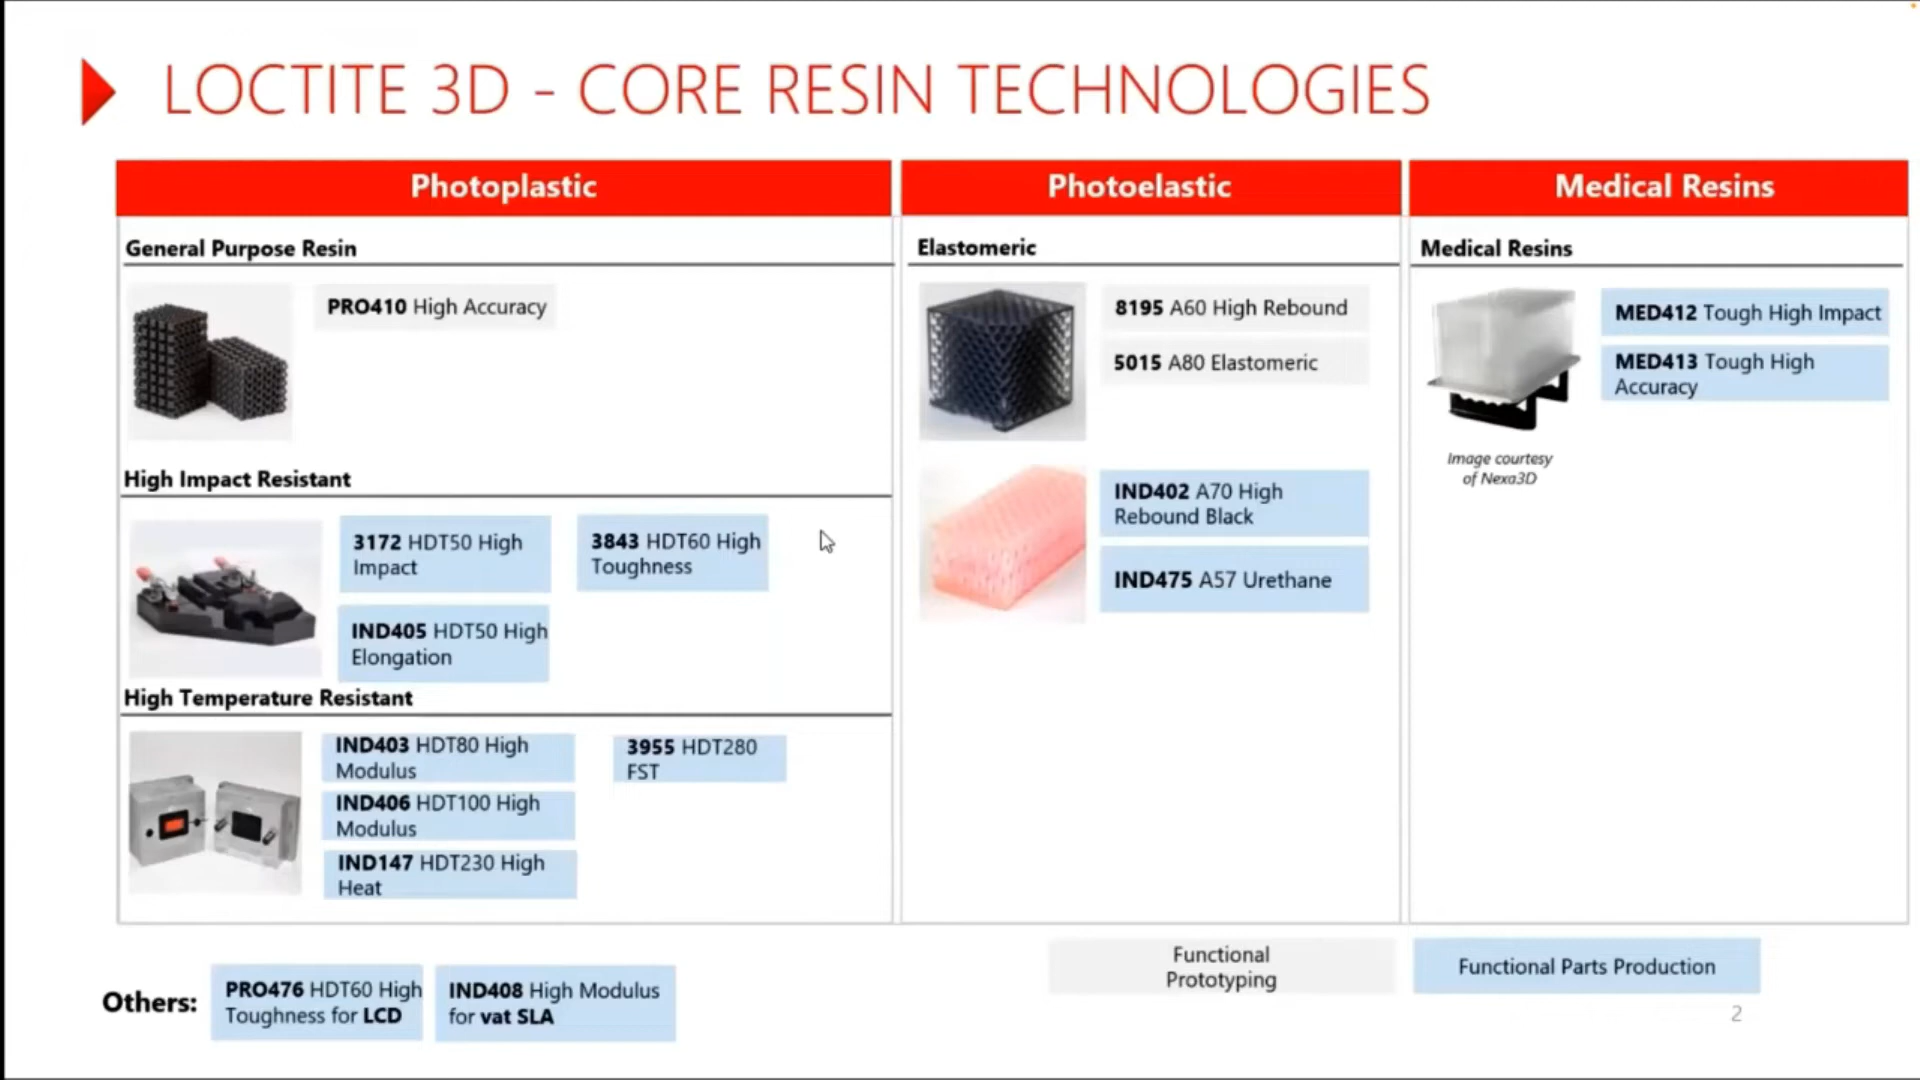 LOCTITE 3D - CORE RESIN TECHNOLOGIES
Photoplastic
General Purpose Resin
PRO410 High Accuracy
High Impact Resistant
3172 HDT50 High
Impact
3843 HDT60 High
Toughness
IND405 HDT50 High
Elongation
High Temperature Resistant
IND403 HDT80 High
Modulus
3955 HDT280
FST
IND406 HDT100 High
Modulus
IND147 HDT230 High
Heat
Photoelastic
Elastomeric
8195 A60 High Rebound
5015 A80 Elastomeric
IND402 A70 High
Rebound Black
IND475 A57 Urethane
Medical Resins
Medical Resins
MED412 Tough High Impact
MED413 Tough High
Accuracy
Image courtesy
of Nexa3D
Others:
PRO476 HDT60 High
Toughness for LCD
IND408 High Modulus
for vat SLA
Functional
Prototyping
Functional Parts Production
2